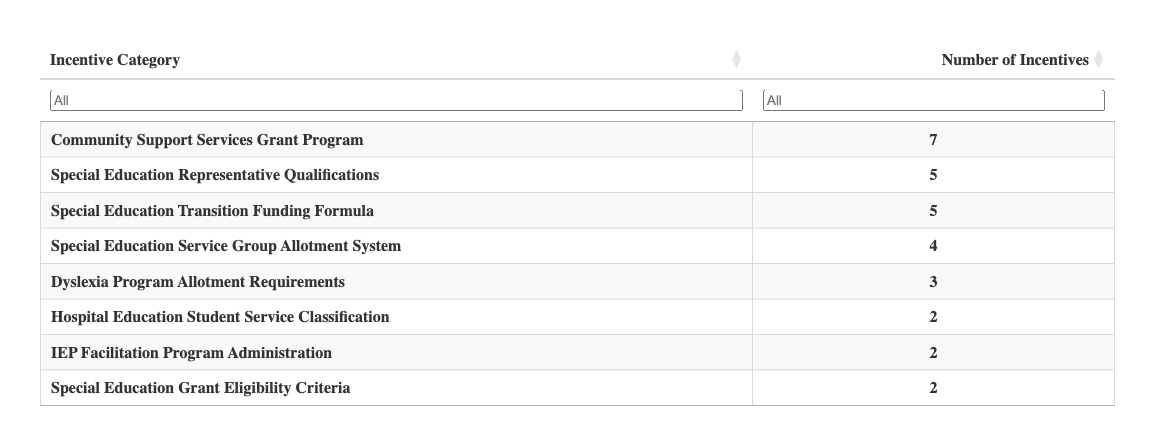 Incentive Category Number of Incentives
All All
Community Support Services Grant Program 7
Special Education Representative Qualifications 5
Special Education Transition Funding Formula 5
Special Education Service Group Allotment System 4
Dyslexia Program Allotment Requirements 3
Hospital Education Student Service Classification 2
IEP Facilitation Program Administration 2
Special Education Grant Eligibility Criteria 2